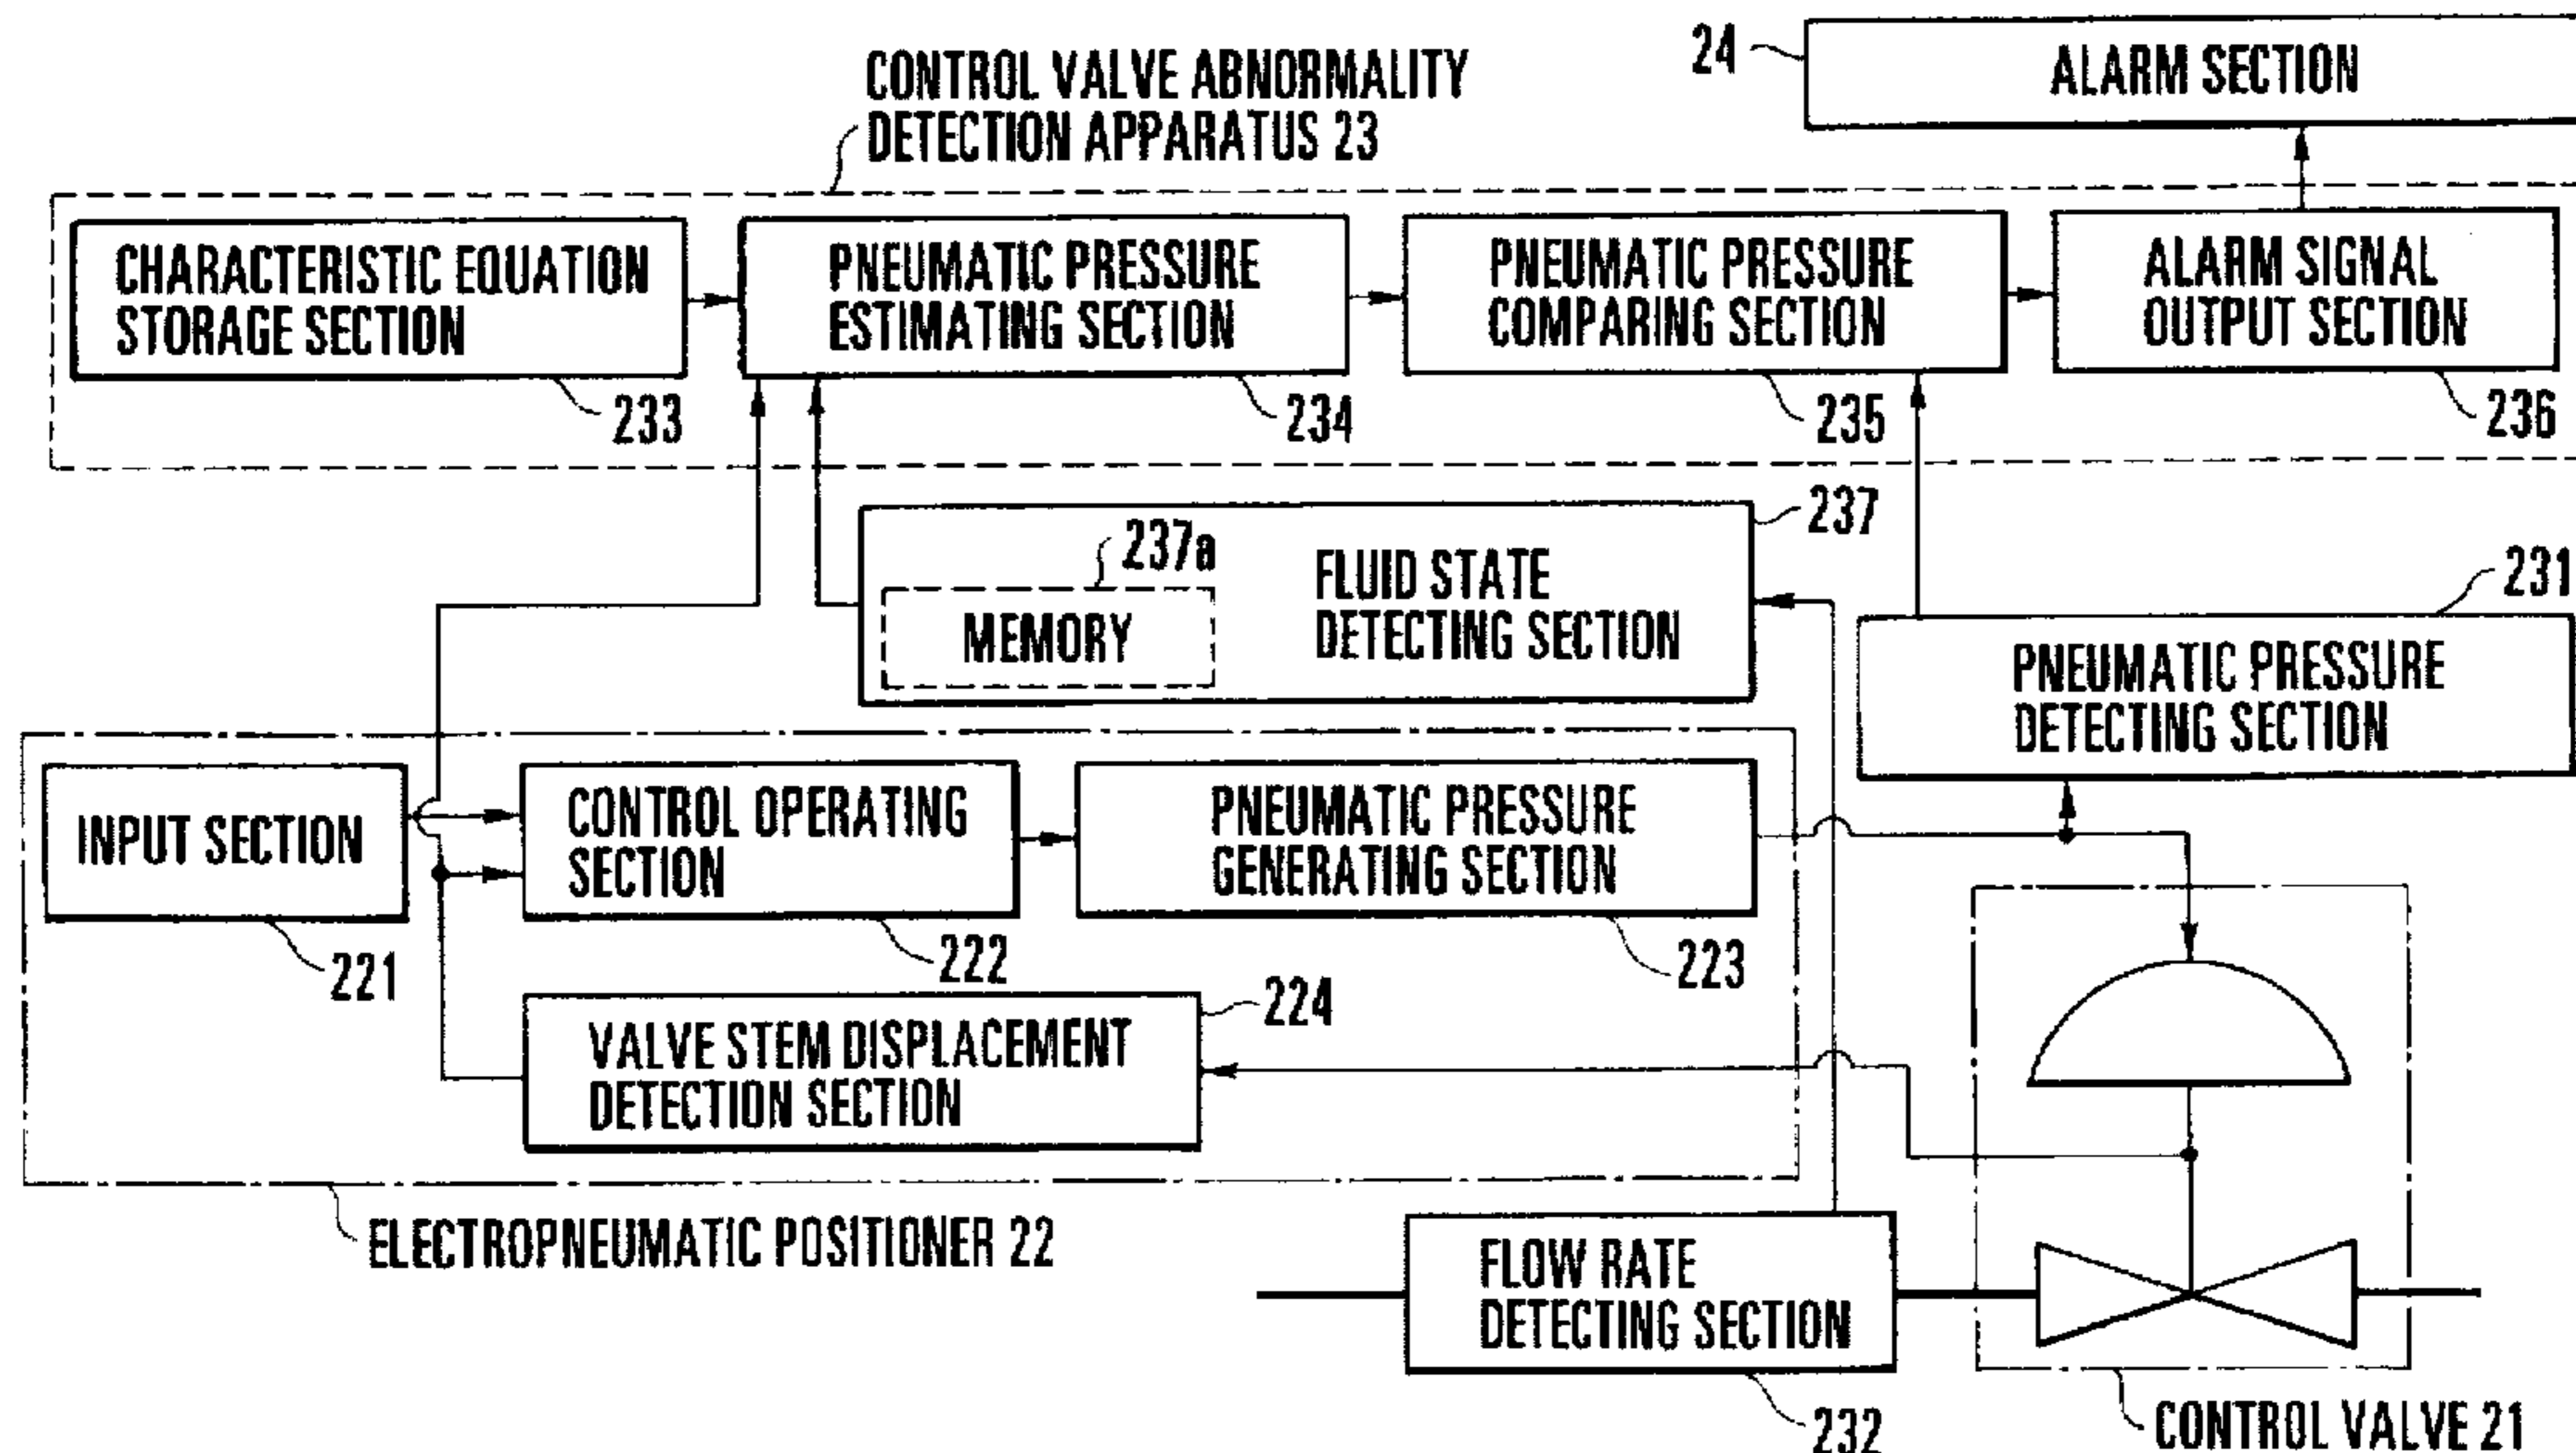 CONTROL VALVE ABNORMALITY
DETECTION APPARATUS 23
24
ALARM SECTION
CHARACTERISTIC EQUATION
STORAGE SECTION
233
PNEUMATIC PRESSURE
ESTIMATING SECTION
234
PNEUMATIC PRESSURE
COMPARING SECTION
235
ALARM SIGNAL
OUTPUT SECTION
236
237
237a
MEMORY
FLUID STATE
DETECTING SECTION
231
PNEUMATIC PRESSURE
DETECTING SECTION
INPUT SECTION
221
CONTROL OPERATING
SECTION
222
PNEUMATIC PRESSURE
GENERATING SECTION
223
224
VALVE STEM DISPLACEMENT
DETECTION SECTION
ELECTROPNEUMATIC POSITIONER 22
FLOW RATE
DETECTING SECTION
232
CONTROL VALVE 21